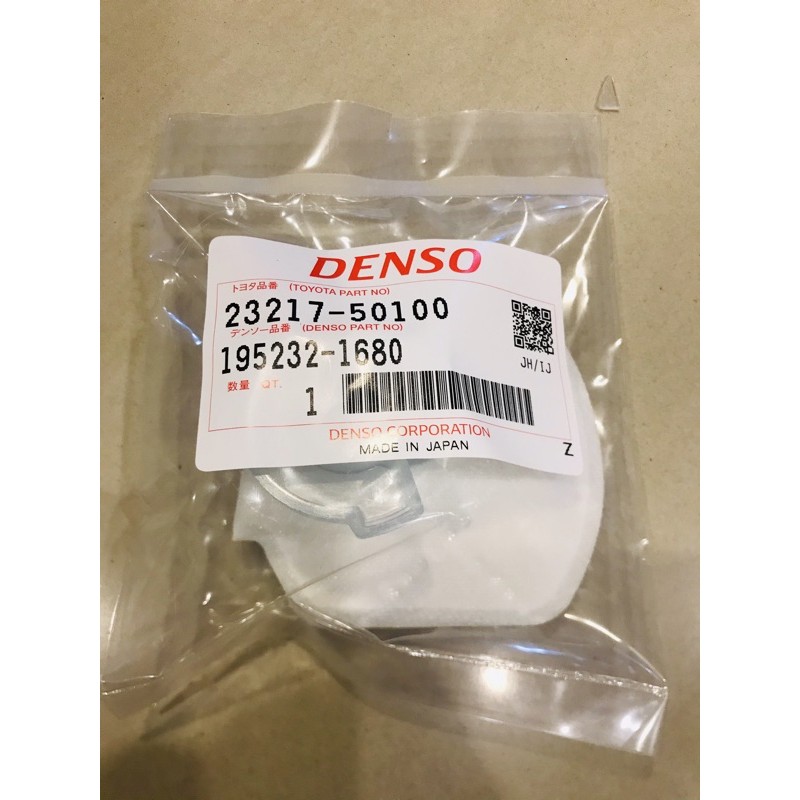 DENSO
トヨタ品番 (TOYOTA PART NO)
23217-50100
デンソー品番 (DENSO PART NO)
195232-1680
JH/IJ
数量 QT.
1
DENSO CORPORATION
MADE IN JAPAN
Z